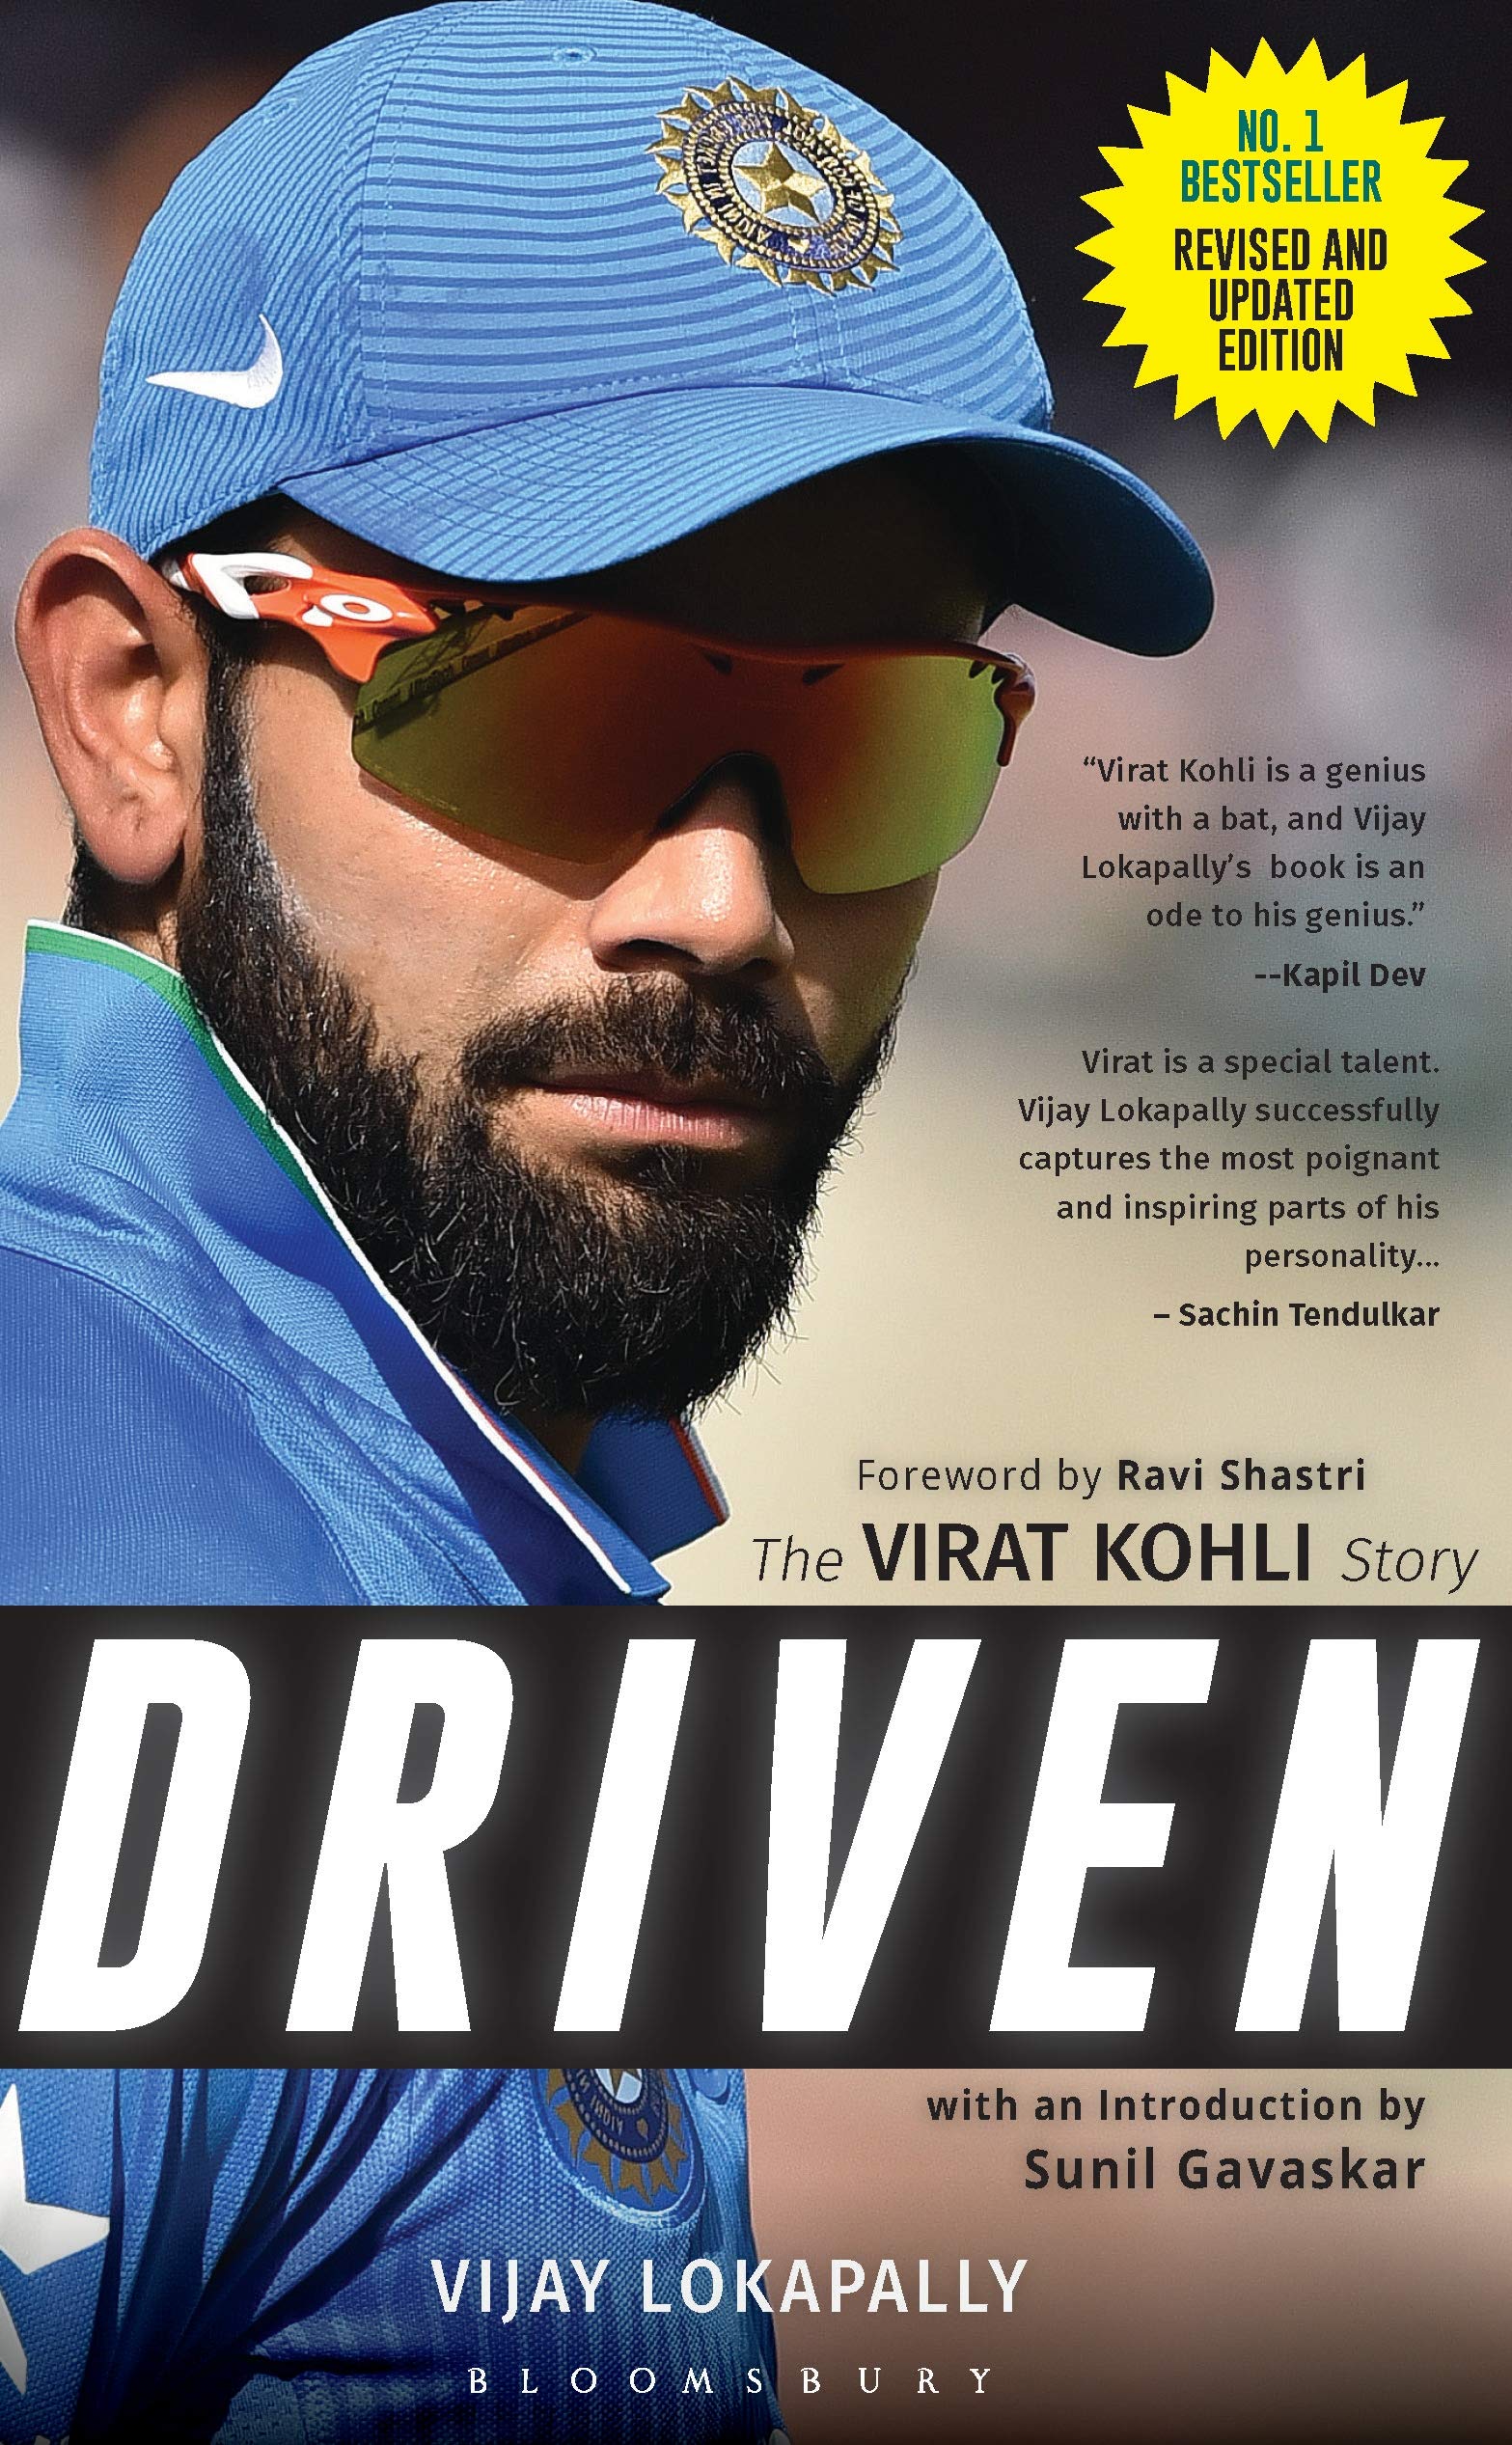 NO. 1
BESTSELLER
REVISED AND
UPDATED
EDITION
“Virat Kohli is a genius
with a bat, and Vijay
Lokapally’s book is an
ode to his genius.”
--Kapil Dev
Virat is a special talent.
Vijay Lokapally successfully
captures the most poignant
and inspiring parts of his
personality...
– Sachin Tendulkar
Foreword by Ravi Shastri
The VIRAT KOHLI Story
DRIVEN
with an Introduction by
Sunil Gavaskar
VIJAY LOKAPALLY
BLOOMSBURY